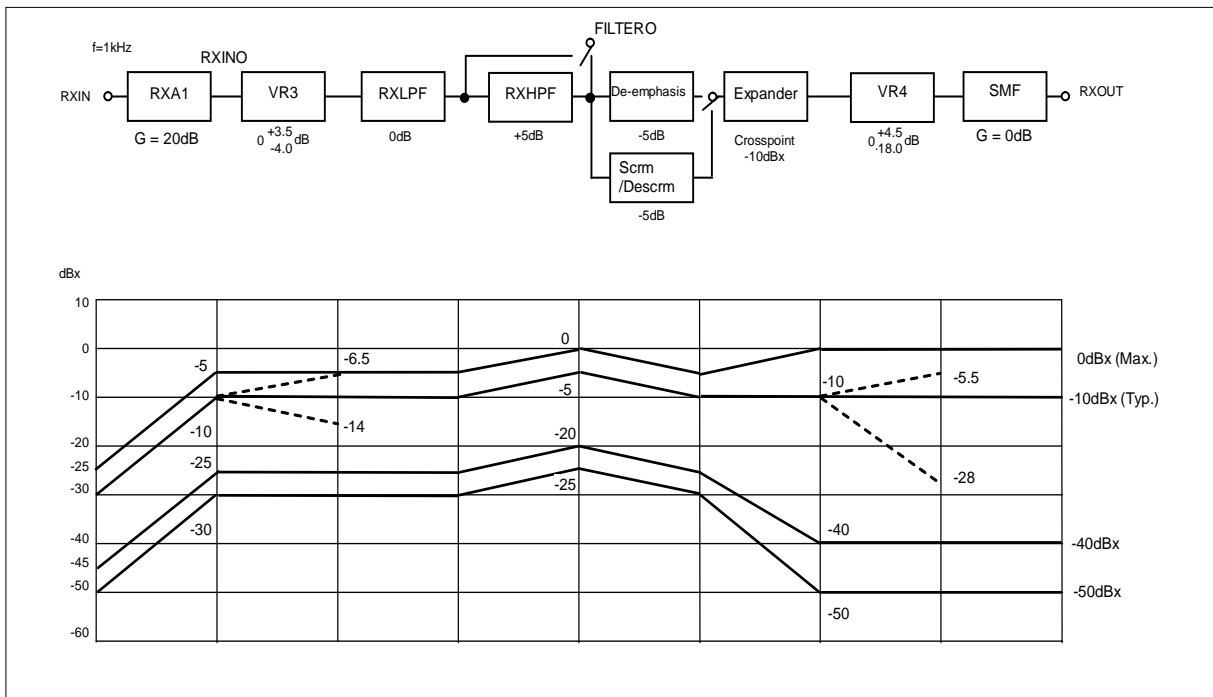 FILTERO
f=1kHz
RXINO
RXIN
RXA1
VR3
RXLPF
RXHPF
De-emphasis
Expander
VR4
SMF
RXOUT
G = 20dB
0 +3.5 -4.0 dB
0dB
+5dB
-5dB
Crosspoint
-10dBx
0 +4.5 -18.0 dB
G = 0dB
Scrm
/Descrm
-5dB
dBx
10
0
-10
-20
-25
-30
-40
-45
-50
-60
-5
-6.5
0
-10
-14
-5
-10
-5.5
-25
-20
-28
-30
-25
-40
-50
0dBx (Max.)
-10dBx (Typ.)
-40dBx
-50dBx